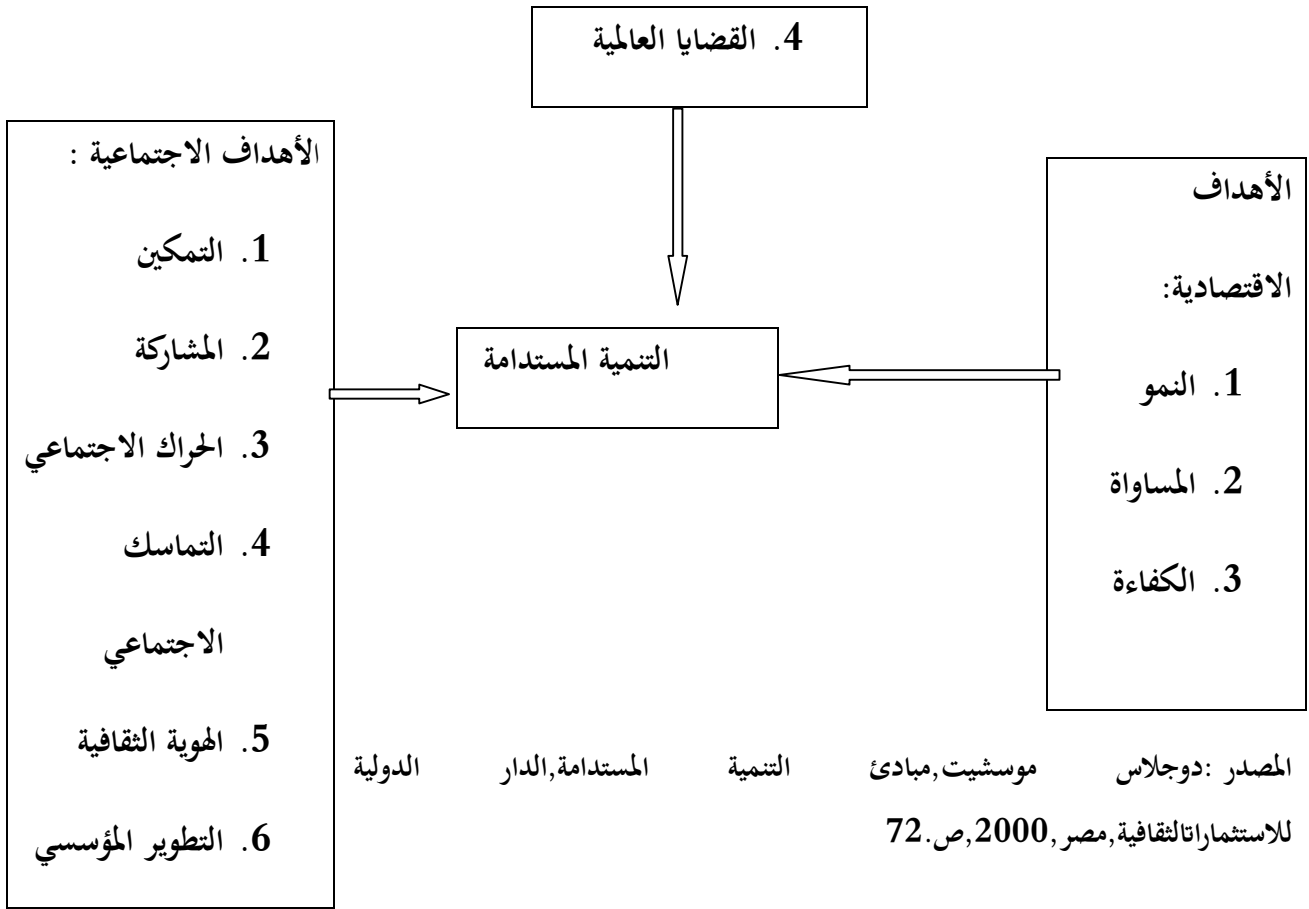 4. القضايا العالمية
الأهداف
الاقتصادية:
1. النمو
2. المساواة
3. الكفاءة
التنمية المستدامة
الأهداف الاجتماعية :
1. التمكين
2. المشاركة
3. الحراك الاجتماعي
4. التماسك
الاجتماعي
5. الهوية الثقافية
6. التطوير المؤسسي
المصدر :دوجلاس موسشيت,مبادئ التنمية المستدامة,الدار الدولية
للاستثماراتالثقافية,مصر,2000,ص.72